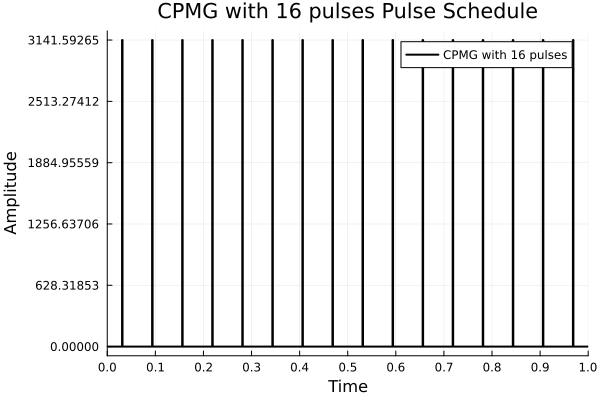 CPMG with 16 pulses Pulse Schedule
3141.59265
CPMG with 16 pulses
2513.27412
1884.95559
Amplitude
1256.63706
628.31853
0.00000
0.0 0.1 0.2 0.3 0.4 0.5 0.6 0.7 0.8 0.9 1.0
Time